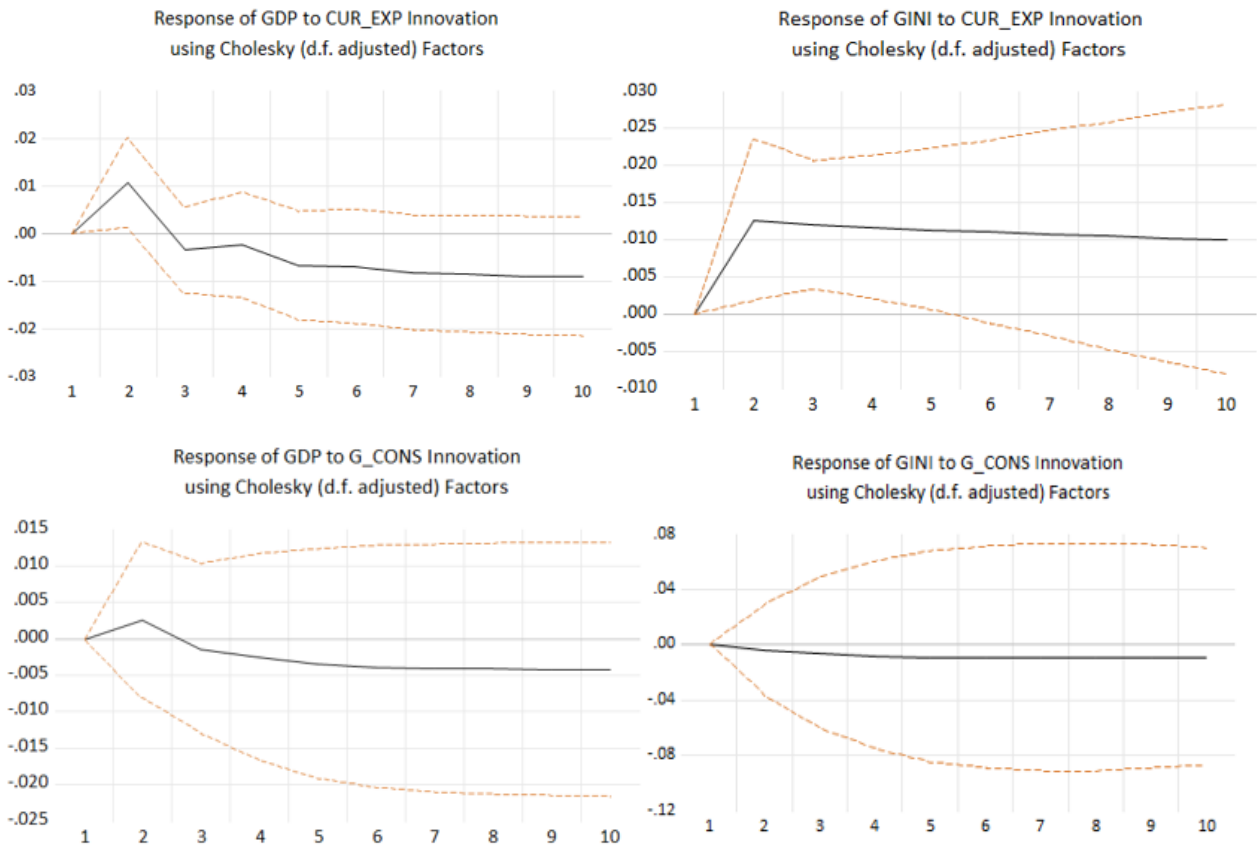 Response of GDP to CUR_EXP Innovation
using Cholesky (d.f. adjusted) Factors
.03
.02
.01
.00
-.01
-.02
-.03
1 2 3 4 5 6 7 8 9 10
Response of GINI to CUR_EXP Innovation
using Cholesky (d.f. adjusted) Factors
.030
.025
.020
.015
.010
.005
.000
-.005
-.010
1 2 3 4 5 6 7 8 9 10
Response of GDP to G_CONS Innovation
using Cholesky (d.f. adjusted) Factors
.015
.010
.005
.000
-.005
-.010
-.015
-.020
-.025
1 2 3 4 5 6 7 8 9 10
Response of GINI to G_CONS Innovation
using Cholesky (d.f. adjusted) Factors
.08
.04
.00
-.04
-.08
-.12
1 2 3 4 5 6 7 8 9 10